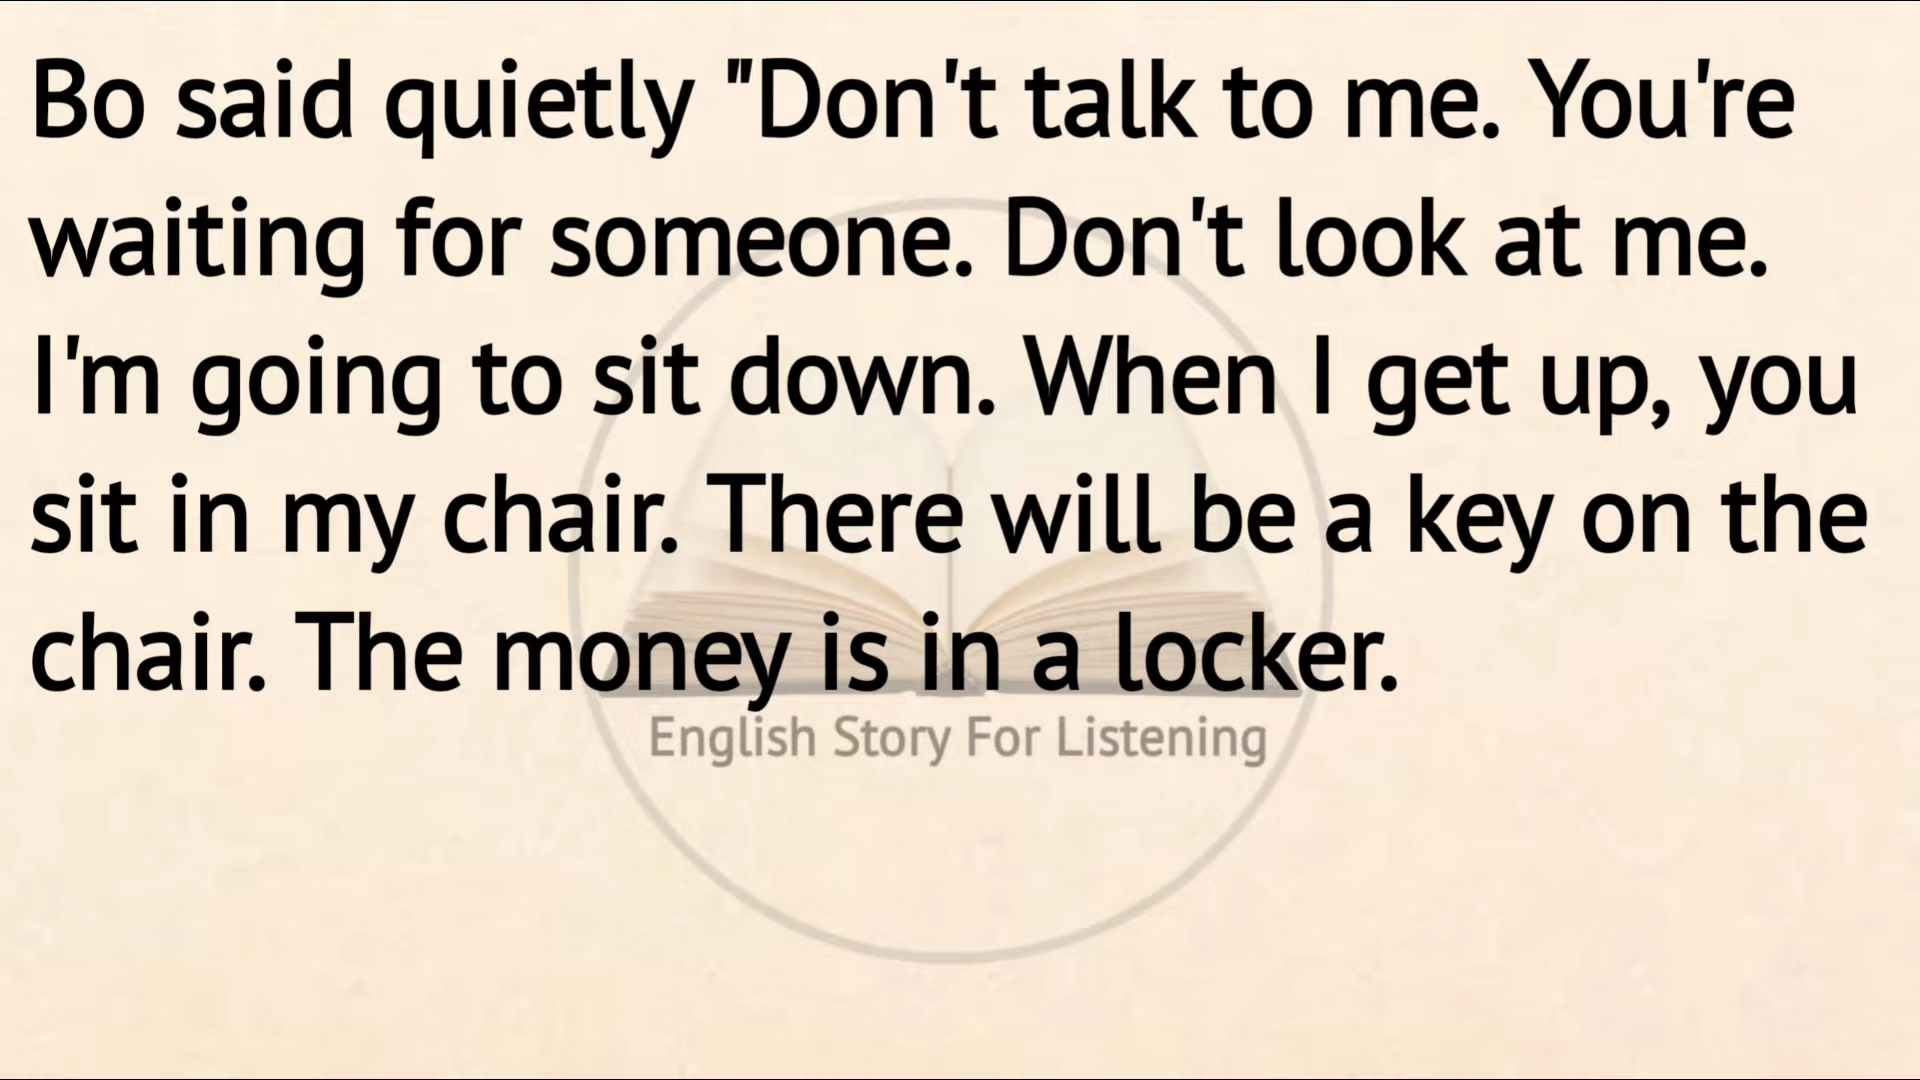 Bo said quietly "Don't talk to me. You're
waiting for someone. Don't look at me.
I'm going to sit down. When I get up, you
sit in my chair. There will be a key on the
chair. The money is in a locker.
English Story For Listening